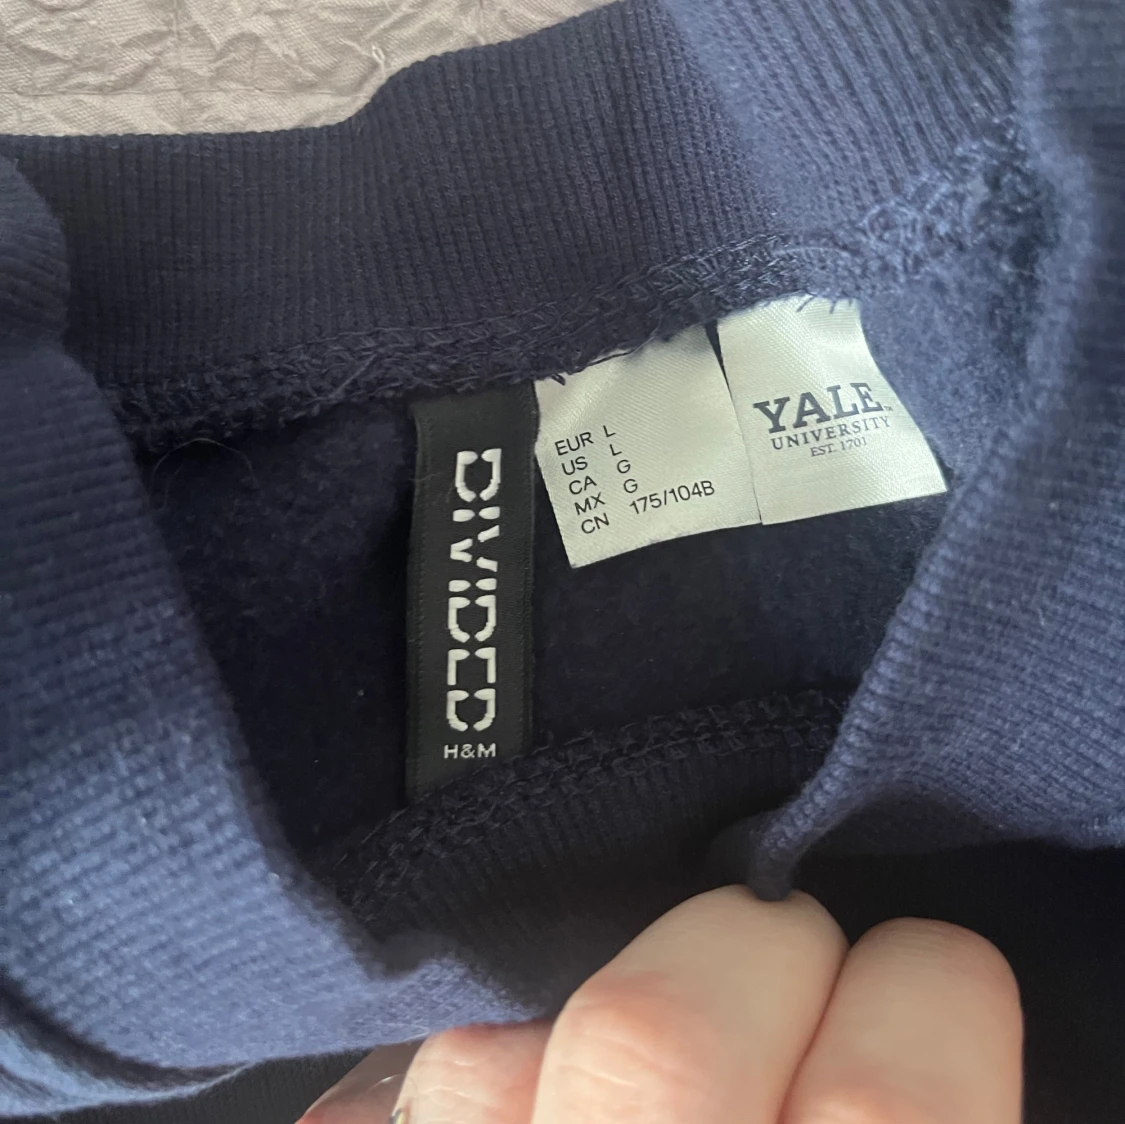 DIVIDED
H&M
EUR L
US L
CA G
MX G
CN 175/104B
YALE
UNIVERSITY
EST. 1701